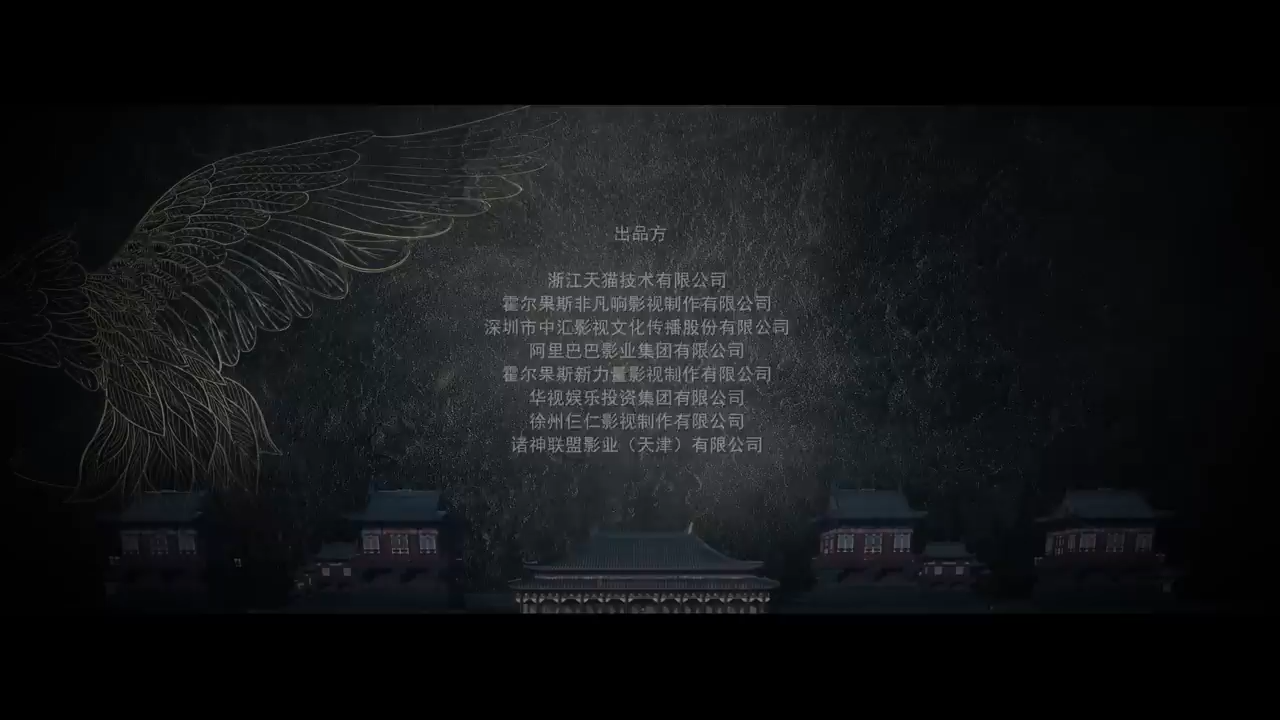 出品方
浙江天猫技术有限公司
霍尔果斯非凡响影视制作有限公司
深圳市中汇影视文化传播股份有限公司
阿里巴巴影业集团有限公司
霍尔果斯新力量影视制作有限公司
华视娱乐投资集团有限公司
徐州仨仁影视制作有限公司
诸神联盟影业（天津）有限公司